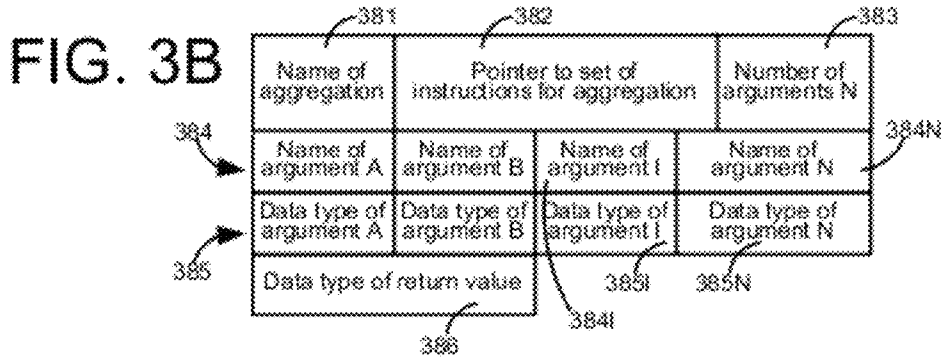 381
382
383
FIG. 3B
Name of
aggregation
Pointer to set of
instructions for aggregation
Number of
arguments N
384
384N
Name of
argument A
Name of
argument B
Name of
argument I
Name of
argument N
Data type of
argument A
Data type of
argument B
Data type of
argument I
Data type of
argument N
385
385I
385N
Data type of return value
384I
386